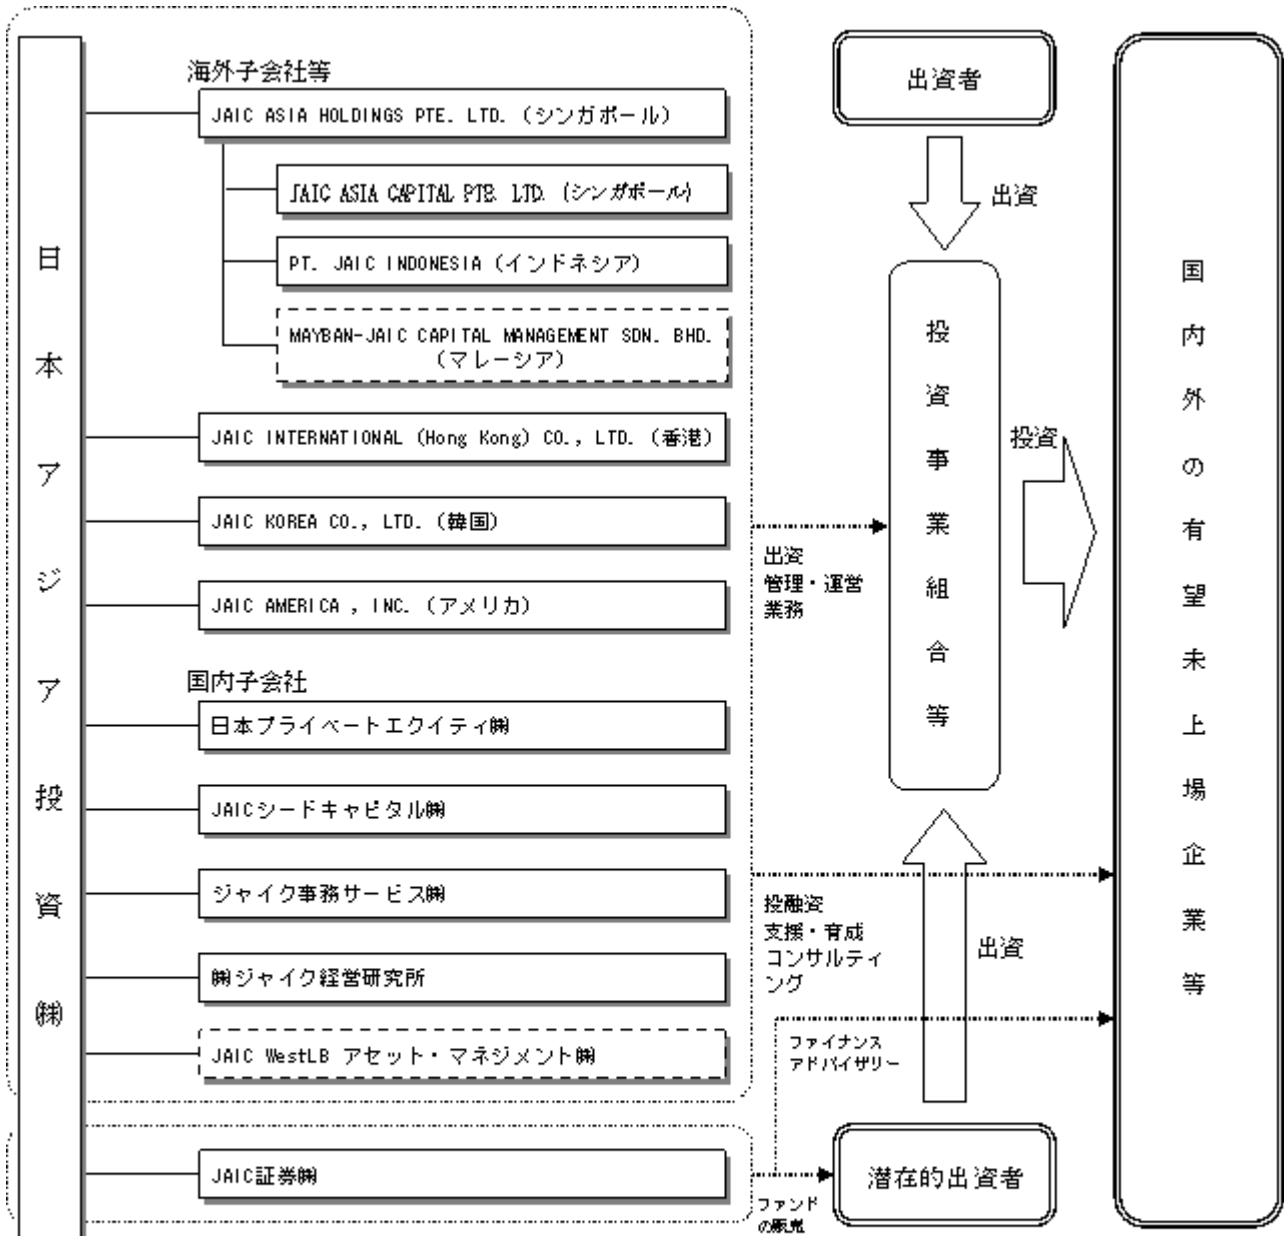 日本アジア投資㈱
海外子会社等
JAIC ASIA HOLDINGS PTE. LTD. (シンガポール)
JAIC ASIA CAPITAL PTE. LTD. (シンガポール)
PT. JAIC INDONESIA (インドネシア)
MAYBAN-JAIC CAPITAL MANAGEMENT SDN. BHD.
(マレーシア)
JAIC INTERNATIONAL (Hong Kong) CO., LTD. (香港)
JAIC KOREA CO., LTD. (韓国)
JAIC AMERICA , INC. (アメリカ)
国内子会社
日本プライベートエクイティ㈱
JAICシードキャピタル㈱
ジャイク事務サービス㈱
㈱ジャイク経営研究所
JAIC WestLB アセット・マネジメント㈱
JAIC証券㈱
出資
管理・運営
業務
投融資
支援・育成
コンサルティ
ング
ファイナンス
アドバイザリー
ファンド
の販売
出資者
出資
投資事業組合等
投資
出資
潜在的出資者
国内外の有望未上場企業等